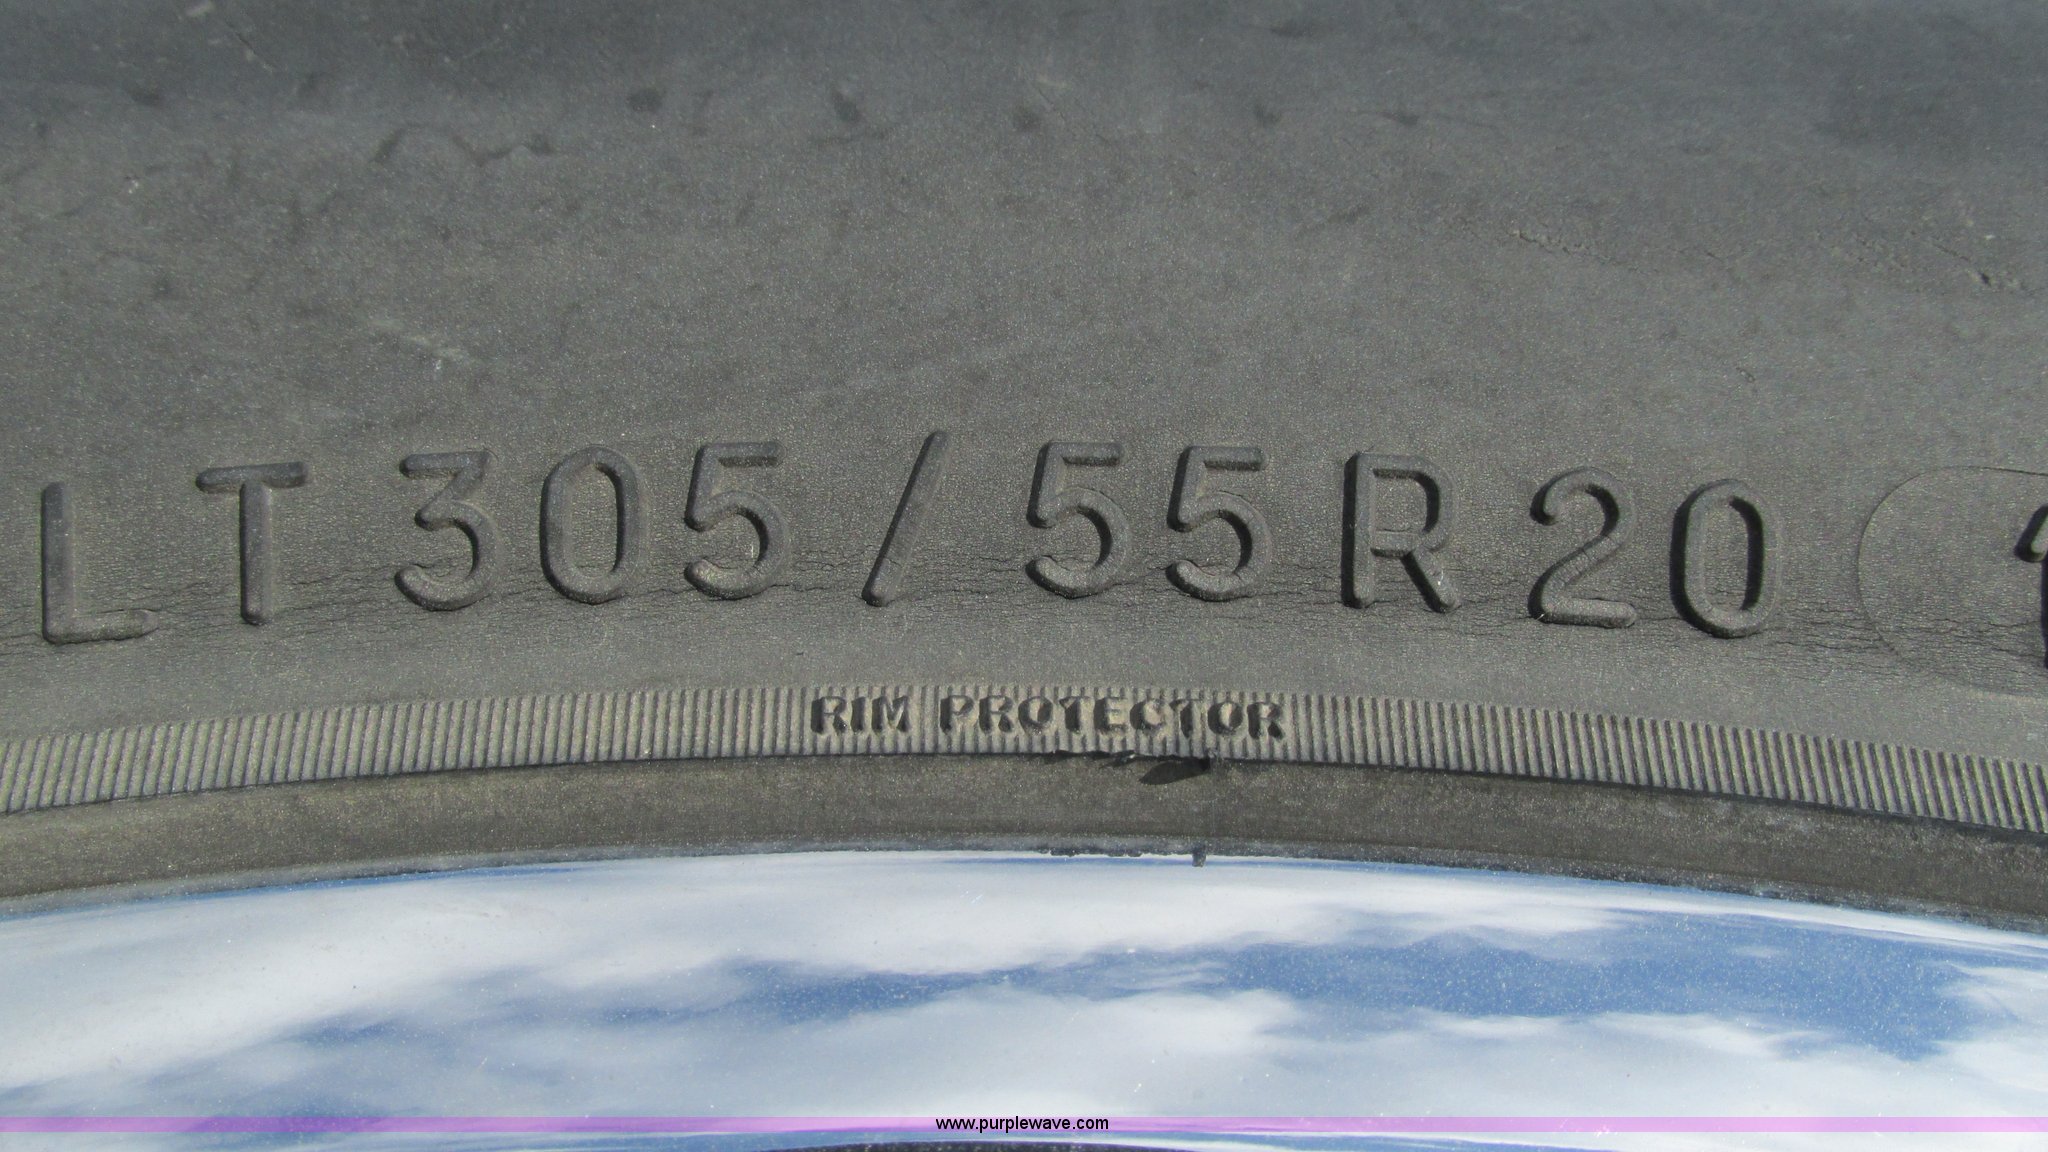 LT305/55R20
RIM PROTECTOR
www.purplewave.com